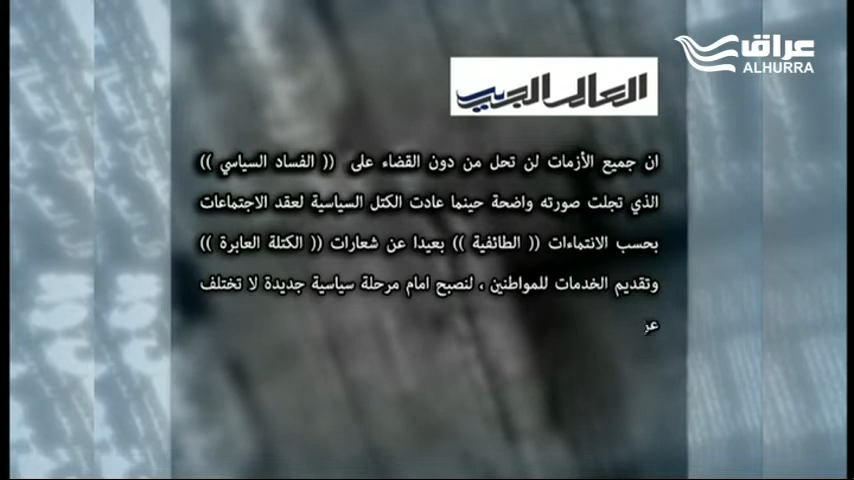 عراق
ALHURRA
العالم الجديد
ان جميع الأزمات لن تحل من دون القضاء على (( الفساد السياسي ))
الذي تجلت صورته واضحة حينما عادت الكتل السياسية لعقد الاجتماعات
بحسب الانتماءات (( الطائفية )) بعيدا عن شعارات (( الكتلة العابرة ))
وتقديم الخدمات للمواطنين ، لنصبح امام مرحلة سياسية جديدة لا تختلف